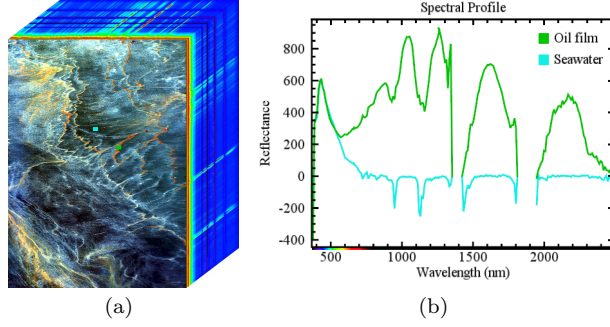 Spectral Profile
Oil film
Seawater
Reflectance
800
600
400
200
0
-200
-400
500 1000 1500 2000
Wavelength (nm)
(a) (b)